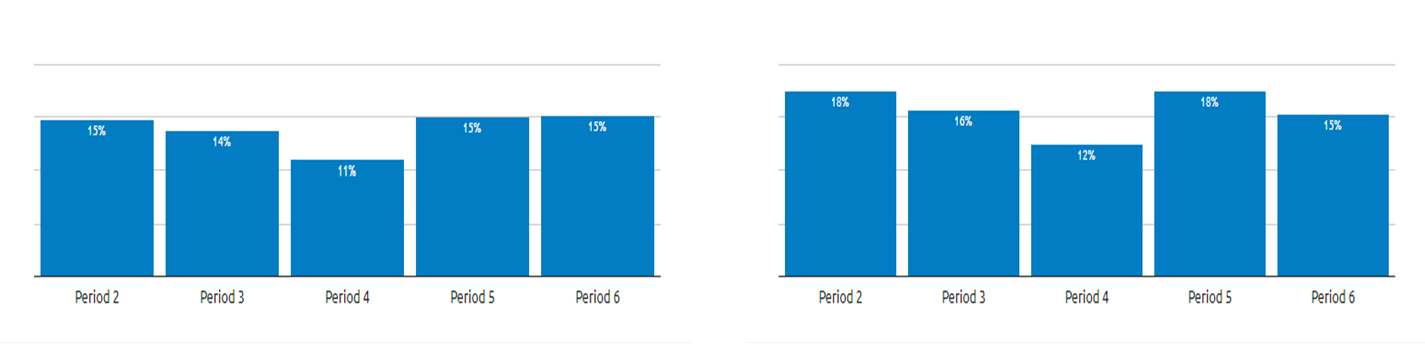 15%
14%
11%
15%
15%
Period 2
Period 3
Period 4
Period 5
Period 6
18%
16%
12%
18%
15%
Period 2
Period 3
Period 4
Period 5
Period 6